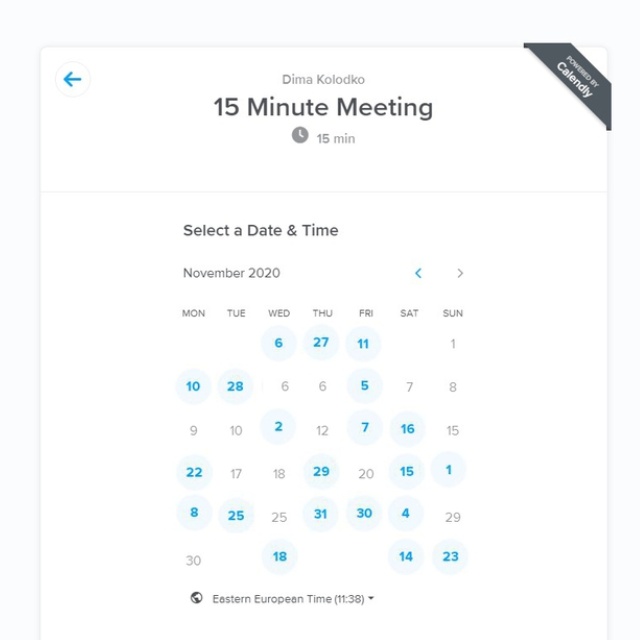 POWERED BY
Calendly
Dima Kolodko
15 Minute Meeting
15 min
Select a Date & Time
November 2020
MON TUE WED THU FRI SAT SUN
6 27 11 1
10 28 6 6 5 7 8
9 10 2 12 7 16 15
22 17 18 29 20 15 1
8 25 25 31 30 4 29
30 18 14 23
Eastern European Time (11:38)